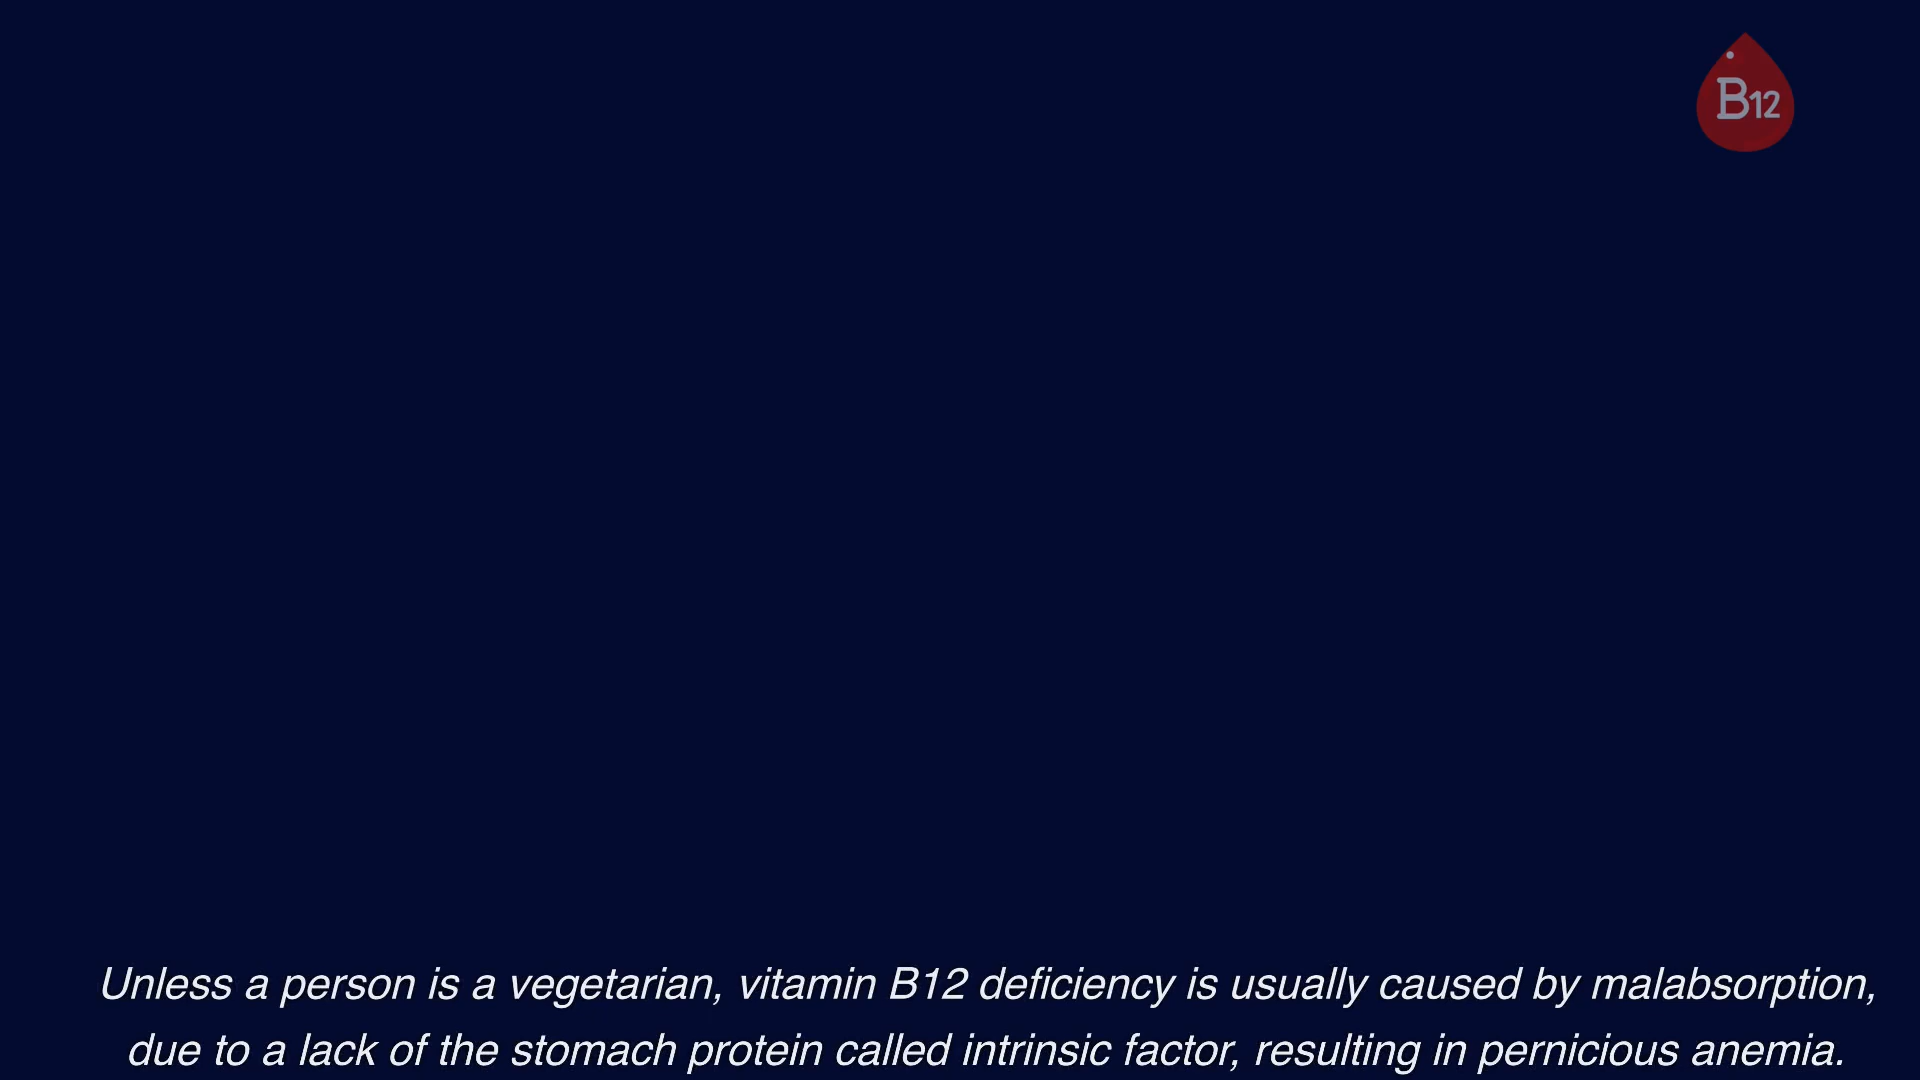 B12
Unless a person is a vegetarian, vitamin B12 deficiency is usually caused by malabsorption,
due to a lack of the stomach protein called intrinsic factor, resulting in pernicious anemia.